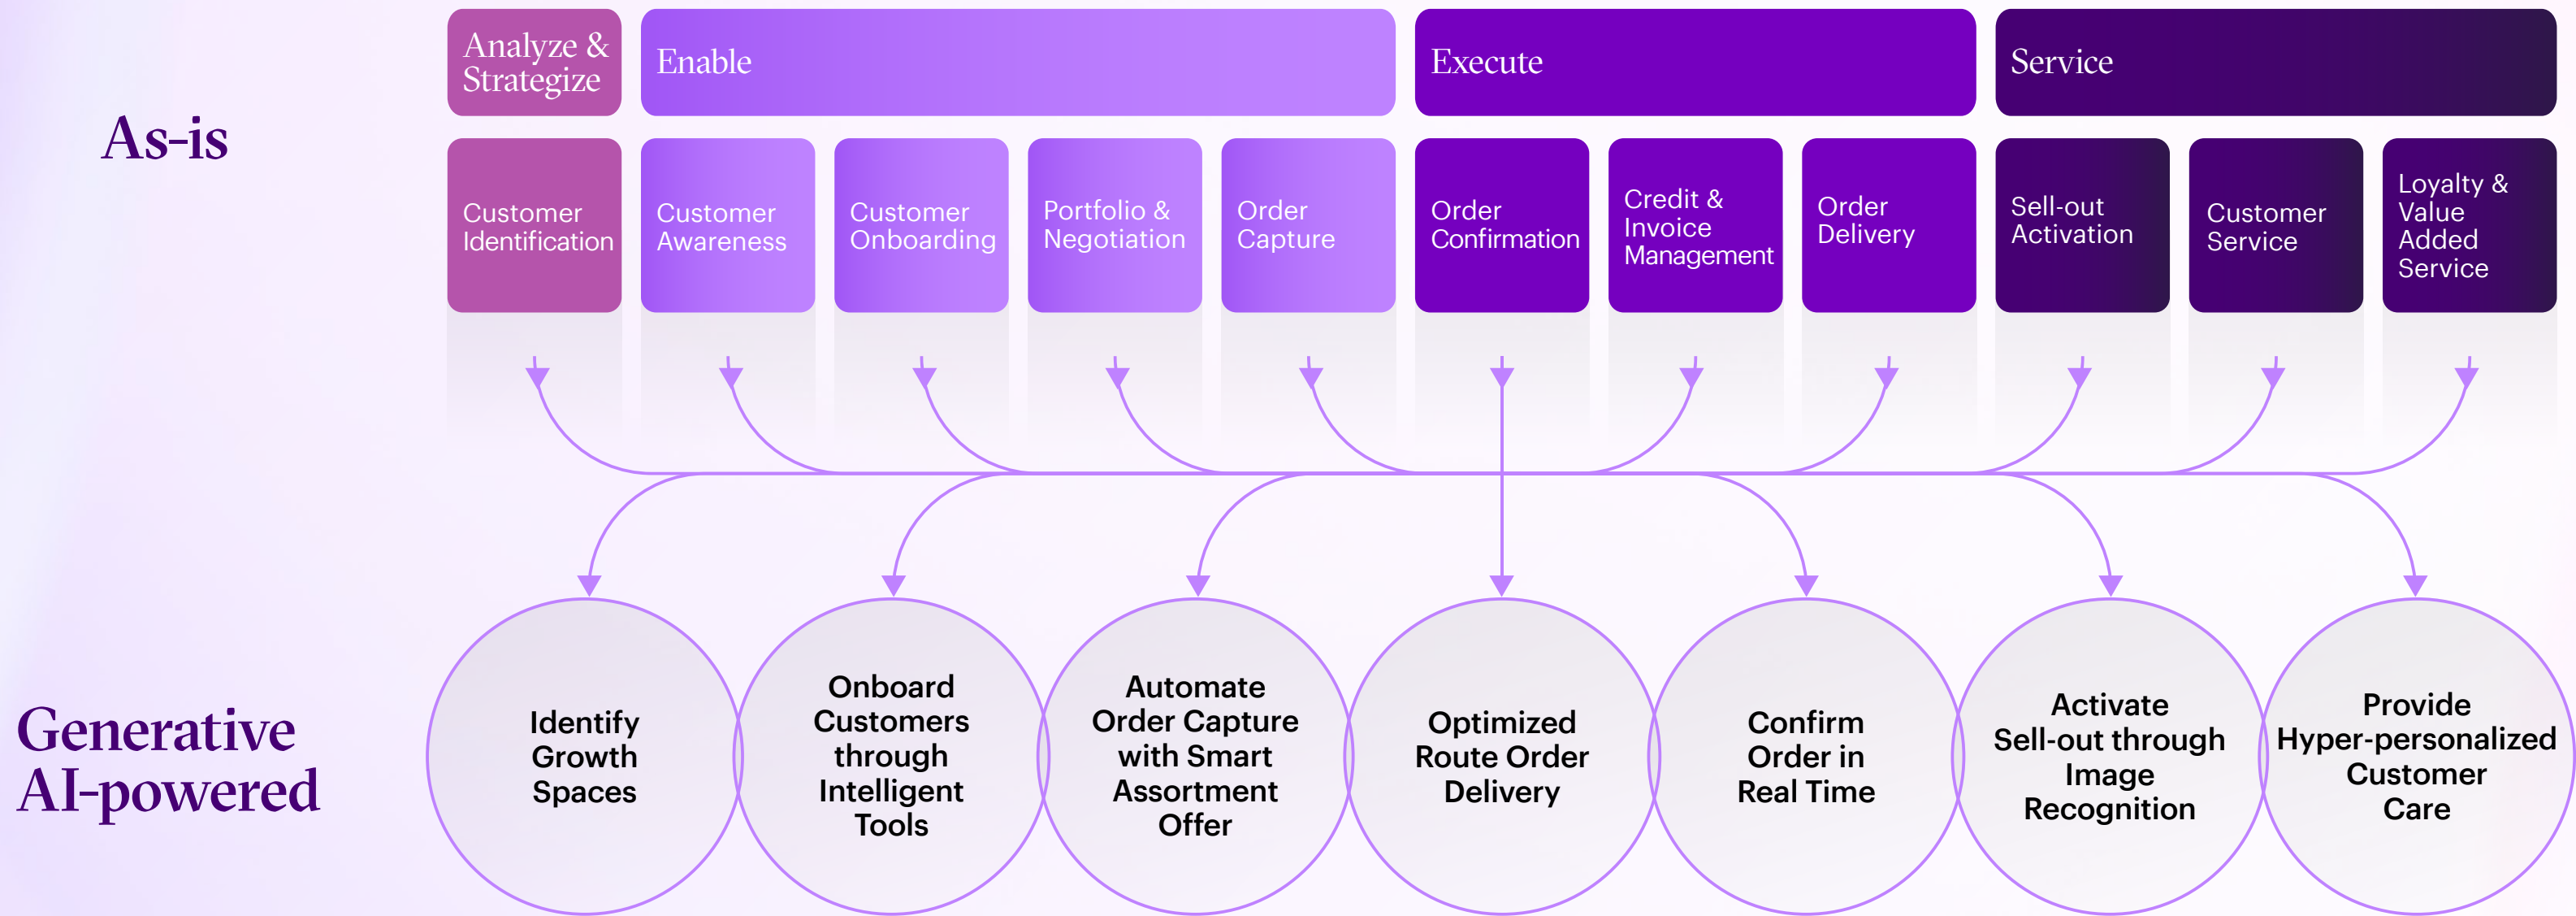 As-is
Analyze &
Strategize
Enable
Execute
Service
Customer
Identification
Customer
Awareness
Customer
Onboarding
Portfolio &
Negotiation
Order
Capture
Order
Confirmation
Credit &
Invoice
Management
Order
Delivery
Sell-out
Activation
Customer
Service
Loyalty &
Value
Added
Service
Generative
AI-powered
Identify
Growth
Spaces
Onboard
Customers
through
Intelligent
Tools
Automate
Order Capture
with Smart
Assortment
Offer
Optimized
Route Order
Delivery
Confirm
Order in
Real Time
Activate
Sell-out through
Image
Recognition
Provide
Hyper-personalized
Customer
Care